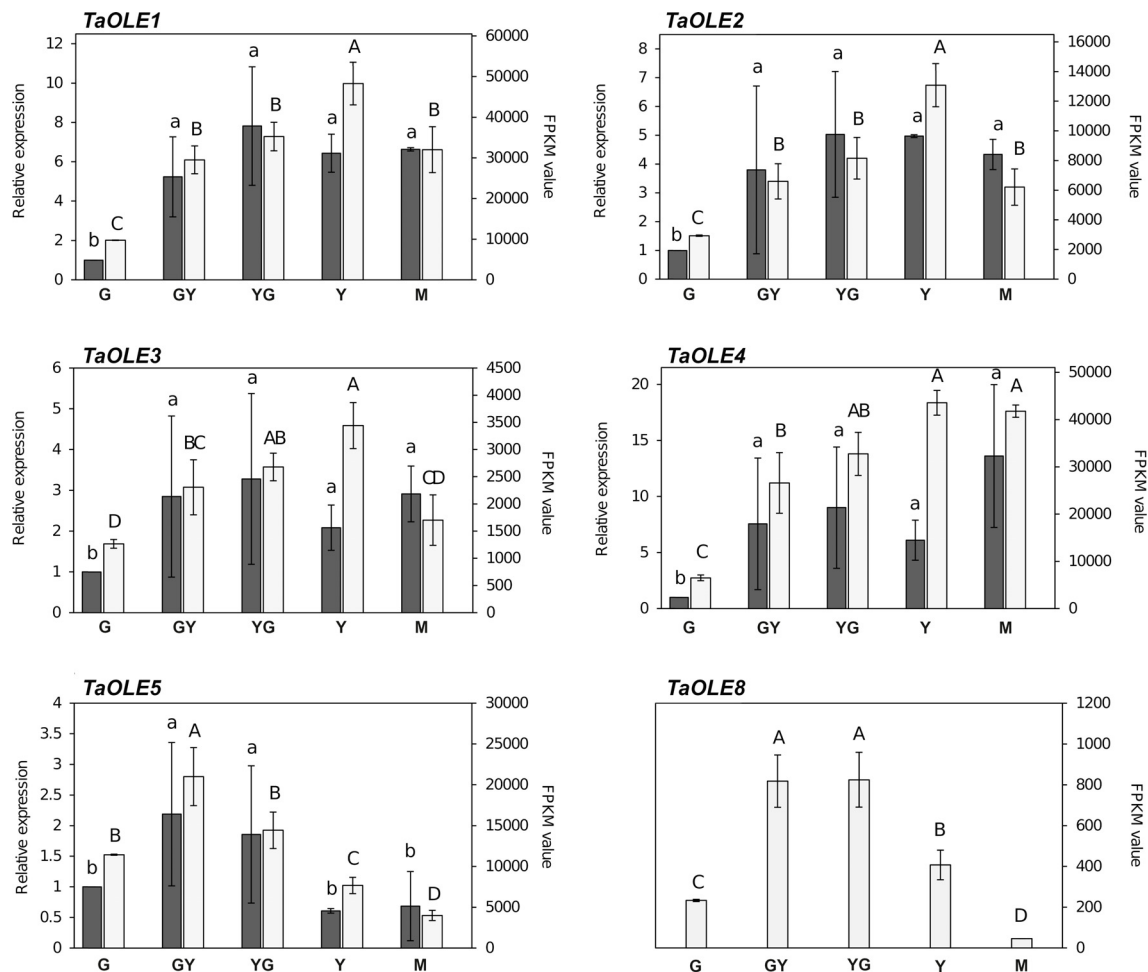 TaOLE1
TaOLE2
12
10
8
6
4
2
0
Relative expression
60000
50000
40000
30000
20000
10000
0
FPKM value
b C
a B
a B
a A
a B
G GY YG Y M
8
7
6
5
4
3
2
1
0
Relative expression
16000
14000
12000
10000
8000
6000
4000
2000
0
FPKM value
b C
a B
a B
a A
a B
G GY YG Y M
TaOLE3
TaOLE4
6
5
4
3
2
1
0
Relative expression
4500
4000
3500
3000
2500
2000
1500
1000
500
0
FPKM value
b D
a BC
a AB
a A
a CD
G GY YG Y M
20
15
10
5
0
Relative expression
50000
40000
30000
20000
10000
0
FPKM value
b C
a B
a AB
a A
a A
G GY YG Y M
TaOLE5
TaOLE8
4
3.5
3
2.5
2
1.5
1
0.5
0
Relative expression
30000
25000
20000
15000
10000
5000
0
FPKM value
b B
a A
a B
b C
b D
G GY YG Y M
1200
1000
800
600
400
200
0
FPKM value
C
A
A
B
D
G GY YG Y M